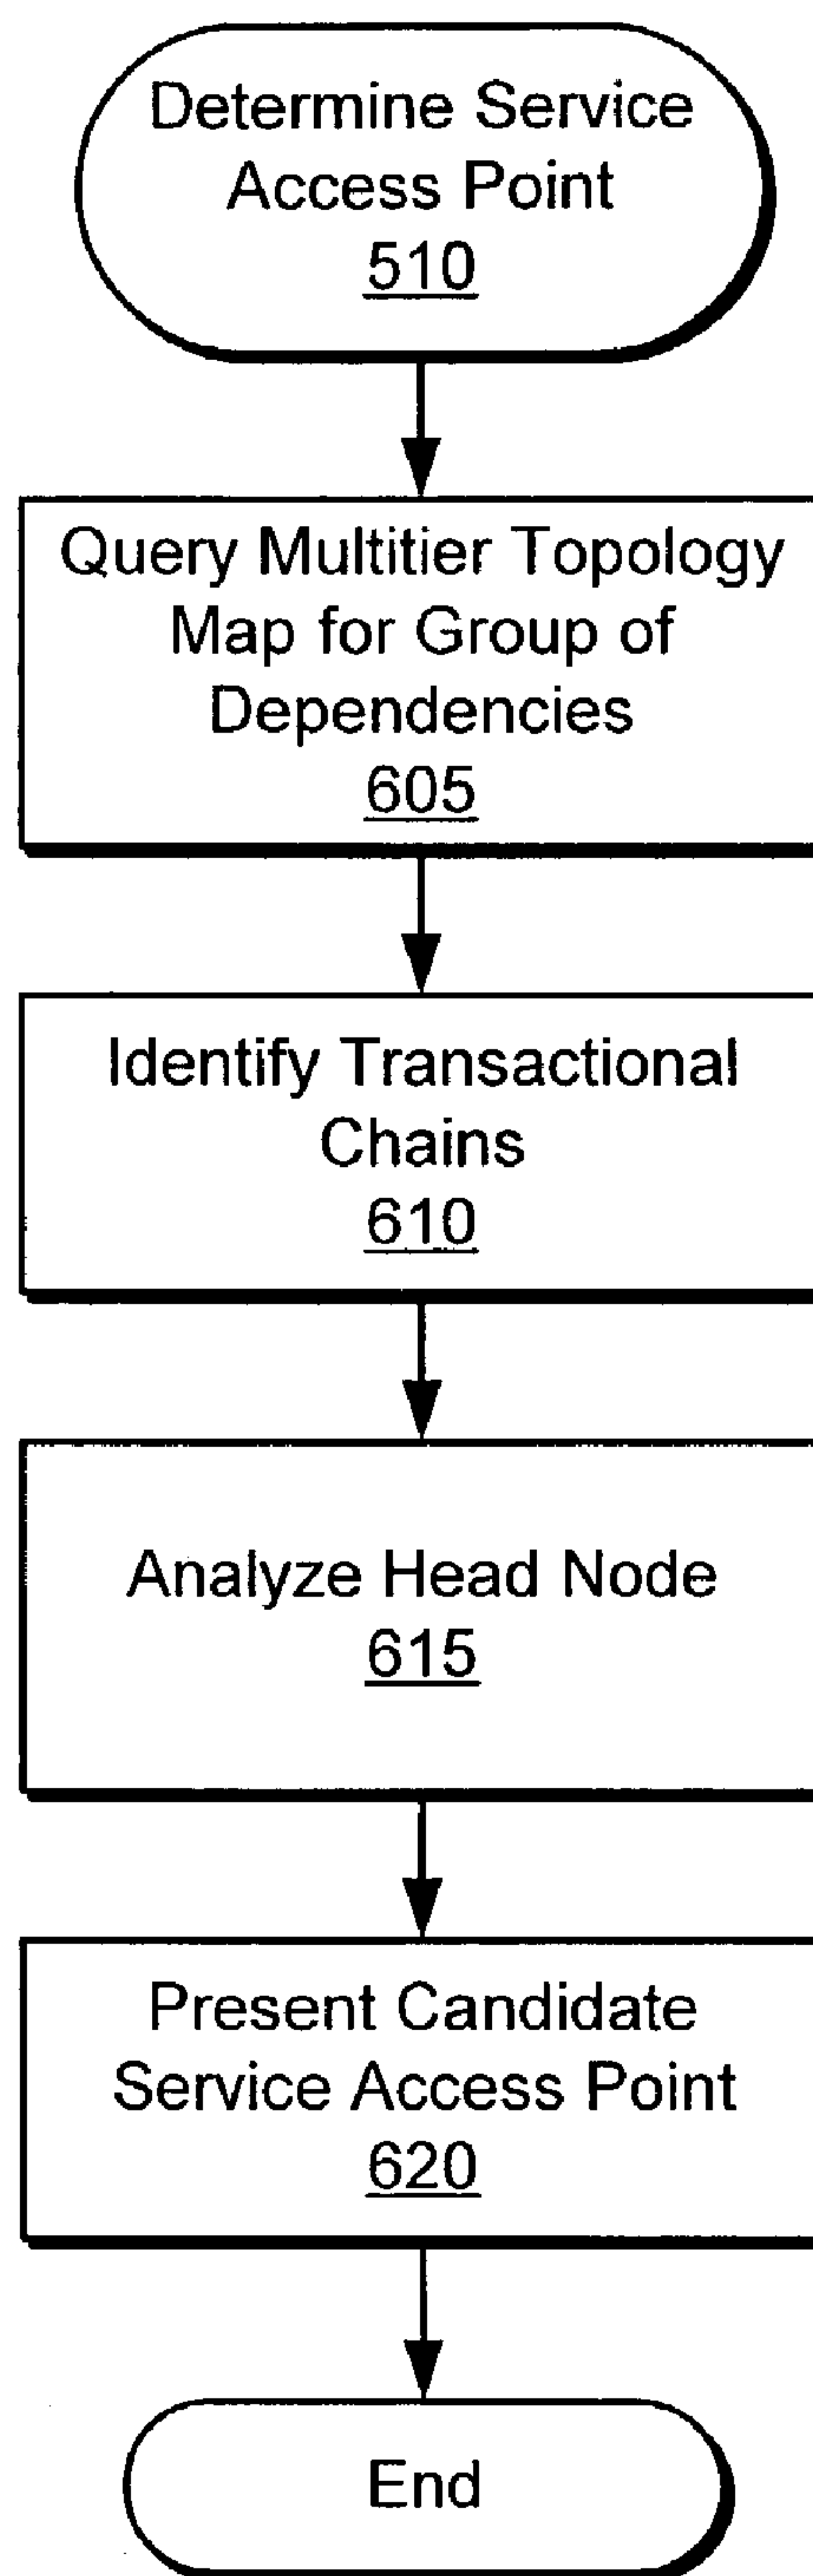 Determine Service
Access Point
510
Query Multitier Topology
Map for Group of
Dependencies
605
Identify Transactional
Chains
610
Analyze Head Node
615
Present Candidate
Service Access Point
620
End